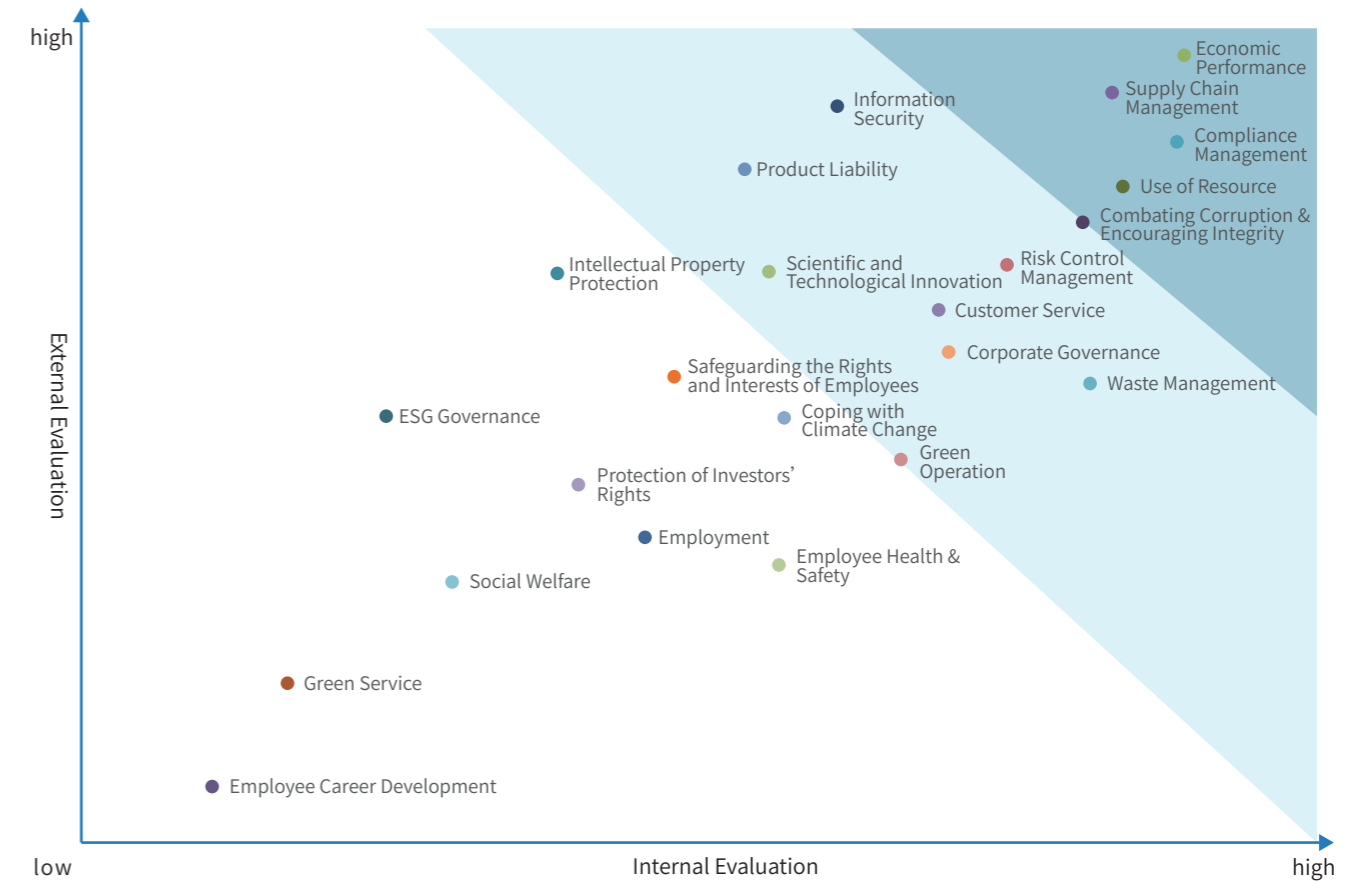 high
Economic
Performance
Supply Chain
Management
Information
Security
Compliance
Management
Product Liability
Use of Resource
Combating Corruption &
Encouraging Integrity
Intellectual Property
Protection
Scientific and
Technological Innovation
Risk Control
Management
Customer Service
Corporate Governance
Safeguarding the Rights
and Interests of Employees
Waste Management
ESG Governance
Coping with
Climate Change
Green
Operation
External Evaluation
Protection of Investors’
Rights
Employment
Employee Health &
Safety
Social Welfare
Green Service
Employee Career Development
low
Internal Evaluation
high